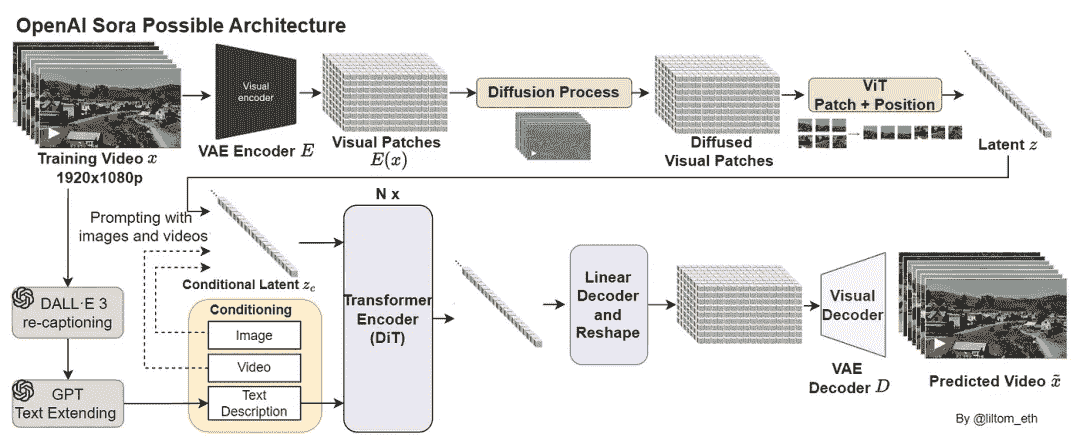 OpenAI Sora Possible Architecture
Visual
encoder
Training Video x
1920x1080p
VAE Encoder E
Visual Patches
E(x)
Diffusion Process
Diffused
Visual Patches
ViT
Patch + Position
Latent z
Prompting with
images and videos
Conditional Latent z_c
DALL·E 3
re-captioning
GPT
Text Extending
Conditioning
Image
Video
Text
Description
N x
Transformer
Encoder
(DiT)
Linear
Decoder
and
Reshape
Visual
Decoder
VAE
Decoder D
Predicted Video x̃
By @liltom_eth